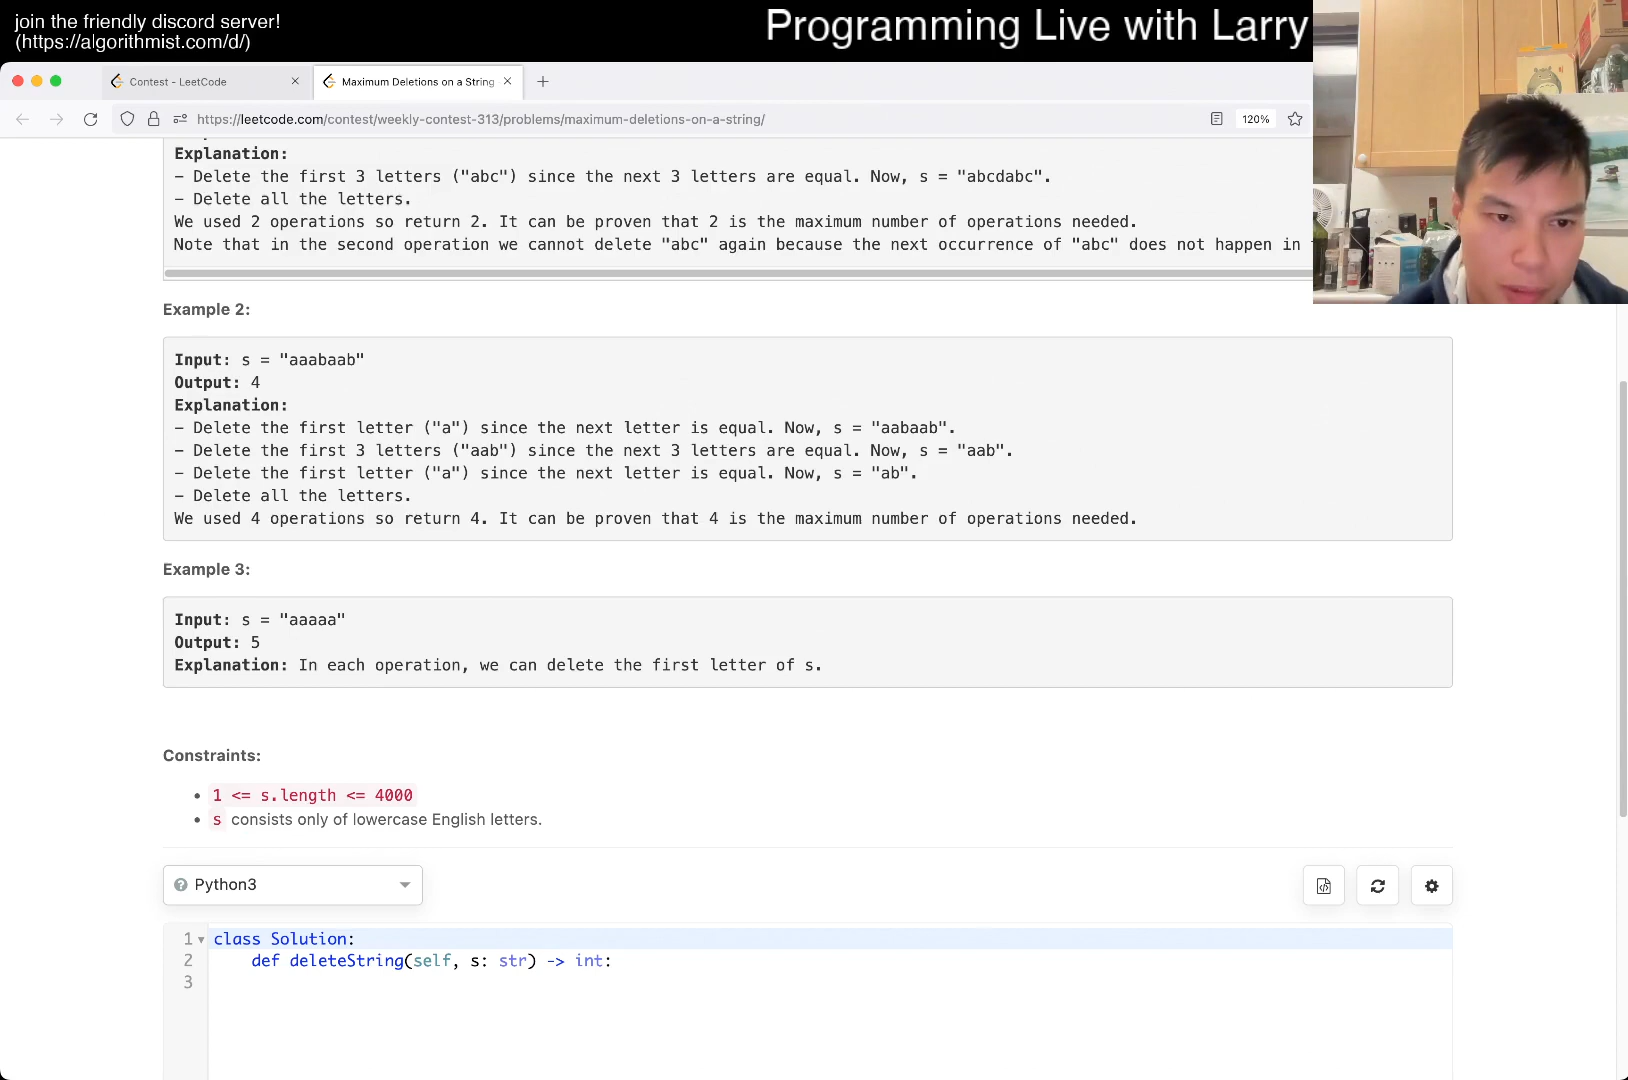 join the friendly discord server!
(https://algorithmist.com/d/)
Programming Live with Larry
Contest - LeetCode
Maximum Deletions on a String
https://leetcode.com/contest/weekly-contest-313/problems/maximum-deletions-on-a-string/
120%
Explanation:
- Delete the first 3 letters ("abc") since the next 3 letters are equal. Now, s = "abcdabc".
- Delete all the letters.
We used 2 operations so return 2. It can be proven that 2 is the maximum number of operations needed.
Note that in the second operation we cannot delete "abc" again because the next occurrence of "abc" does not happen in
Example 2:
Input: s = "aaabaab"
Output: 4
Explanation:
- Delete the first letter ("a") since the next letter is equal. Now, s = "aabaab".
- Delete the first 3 letters ("aab") since the next 3 letters are equal. Now, s = "aab".
- Delete the first letter ("a") since the next letter is equal. Now, s = "ab".
- Delete all the letters.
We used 4 operations so return 4. It can be proven that 4 is the maximum number of operations needed.
Example 3:
Input: s = "aaaaa"
Output: 5
Explanation: In each operation, we can delete the first letter of s.
Constraints:
• 1 <= s.length <= 4000
• s consists only of lowercase English letters.
Python3
1 class Solution:
2 def deleteString(self, s: str) -> int:
3